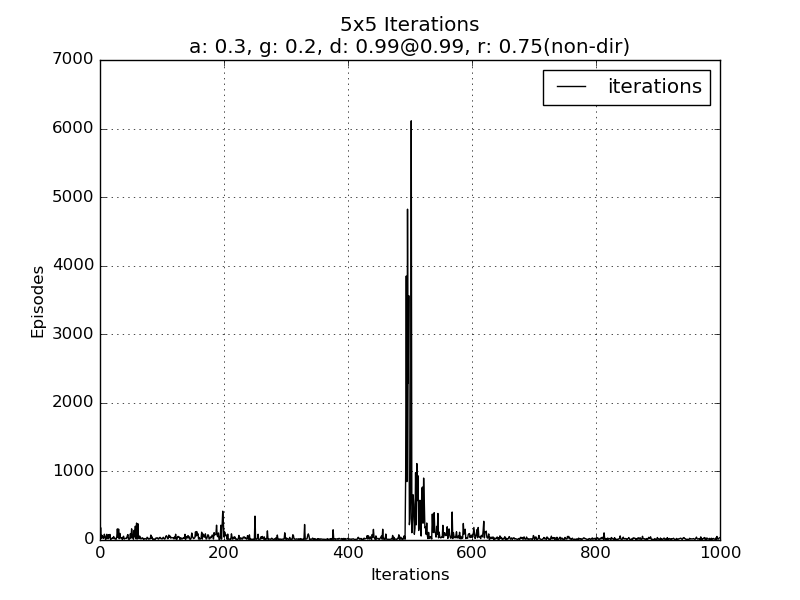 5x5 Iterations
a: 0.3, g: 0.2, d: 0.99@0.99, r: 0.75(non-dir)
7000
iterations
6000
5000
4000
Episodes
3000
2000
1000
0
0 200 400 600 800 1000
Iterations